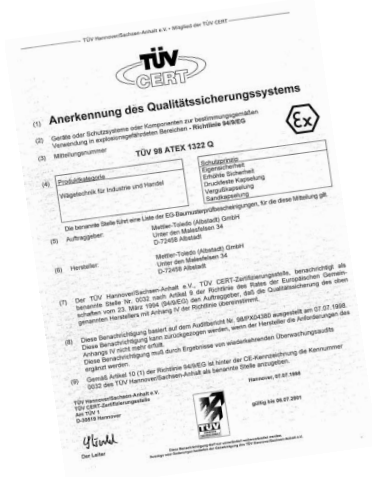 TÜV Hannover/Sachsen-Anhalt e.V. • Mitglied der TÜV CERT
TÜV
CERT
(1) Anerkennung des Qualitätssicherungssystems
(2) Geräte oder Schutzsysteme oder Komponenten zur bestimmungsgemäßen
Verwendung in explosionsgefährdeten Bereichen - Richtlinie 94/9/EG
Ex
(3) Mitteilungsnummer
TÜV 98 ATEX 1322 Q
(4) Produktkategorie
Wägetechnik für Industrie und Handel
Schutzprinzip
Eigensicherheit
Erhöhte Sicherheit
Druckfeste Kapselung
Vergußkapselung
Sandkapselung
Die benannte Stelle führt eine Liste der EG-Baumusterprüfbescheinigungen, für die diese Mitteilung gilt.
(5) Auftraggeber:
Mettler-Toledo (Albstadt) GmbH
Unter den Malesfelsen 34
D-72458 Albstadt
(6) Hersteller:
Mettler-Toledo (Albstadt) GmbH
Unter den Malesfelsen 34
D-72458 Albstadt
(7) Der TÜV Hannover/Sachsen-Anhalt e.V., TÜV CERT-Zertifizierungsstelle, benachrichtigt als
benannte Stelle Nr. 0032 nach Artikel 9 der Richtlinie des Rates der Europäischen Gemein-
schaften vom 23. März 1994 (94/9/EG) den Auftraggeber, daß die Qualitätssicherung des oben
genannten Herstellers mit Anhang IV der Richtlinie übereinstimmt.
(8) Diese Benachrichtigung basiert auf dem Auditbericht Nr. 98/PX04380 ausgestellt am 07.07.1998.
Diese Benachrichtigung kann zurückgezogen werden, wenn der Hersteller die Anforderungen des
Anhangs IV nicht mehr erfüllt.
Diese Benachrichtigung muß durch Ergebnisse von wiederkehrenden Überwachungsaudits
ergänzt werden.
(9) Gemäß Artikel 10 (1) der Richtlinie 94/9/EG ist hinter der CE-Kennzeichnung die Kennummer
0032 des TÜV Hannover/Sachsen-Anhalt als benannte Stelle anzugeben.
TÜV Hannover/Sachsen-Anhalt e.V.
TÜV CERT-Zertifizierungsstelle
Am TÜV 1
D-30519 Hannover
Hannover, 07.07.1998
gültig bis 06.07.2001
Der Leiter
TÜV